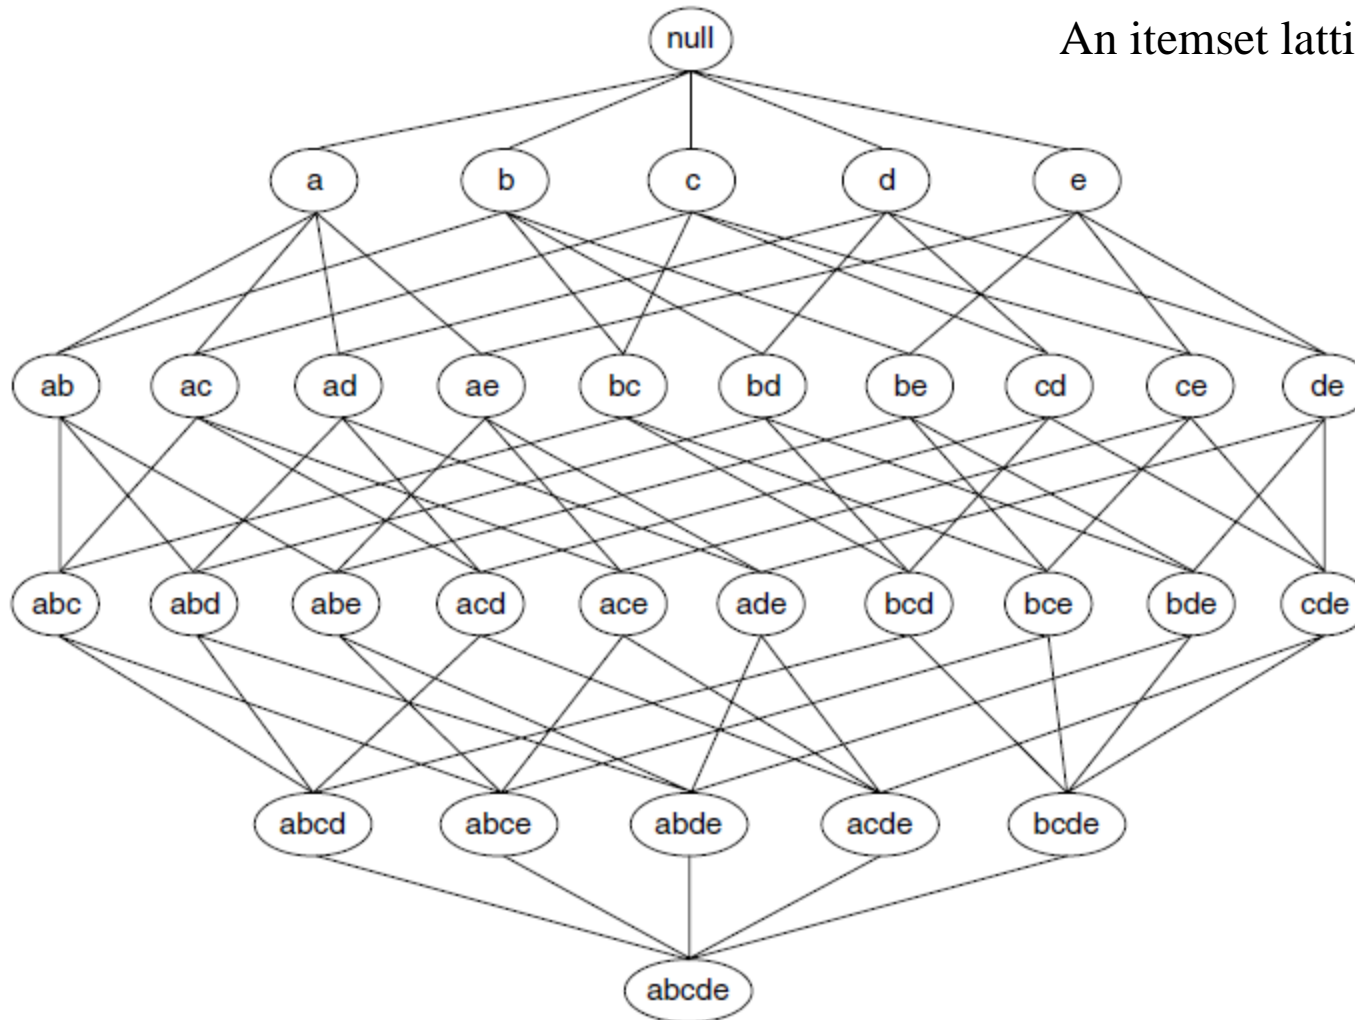 An itemset latti
null
a b c d e
ab ac ad ae bc bd be cd ce de
abc abd abe acd ace ade bcd bce bde cde
abcd abce abde acde bcde
abcde